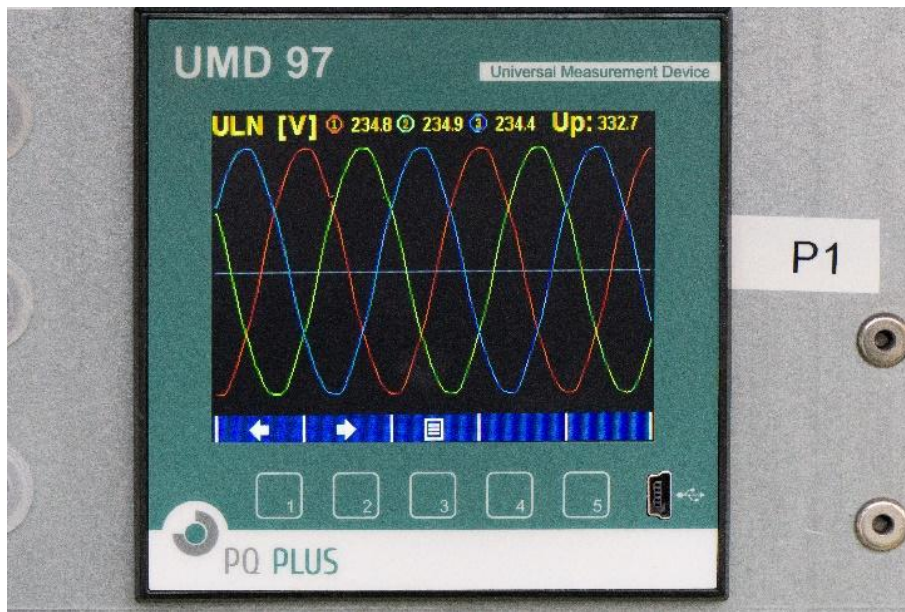 UMD 97
Universal Measurement Device
ULN [V] 1 234.8 2 234.9 3 234.4 Up: 332.7
P1
1 2 3 4 5
PQ PLUS